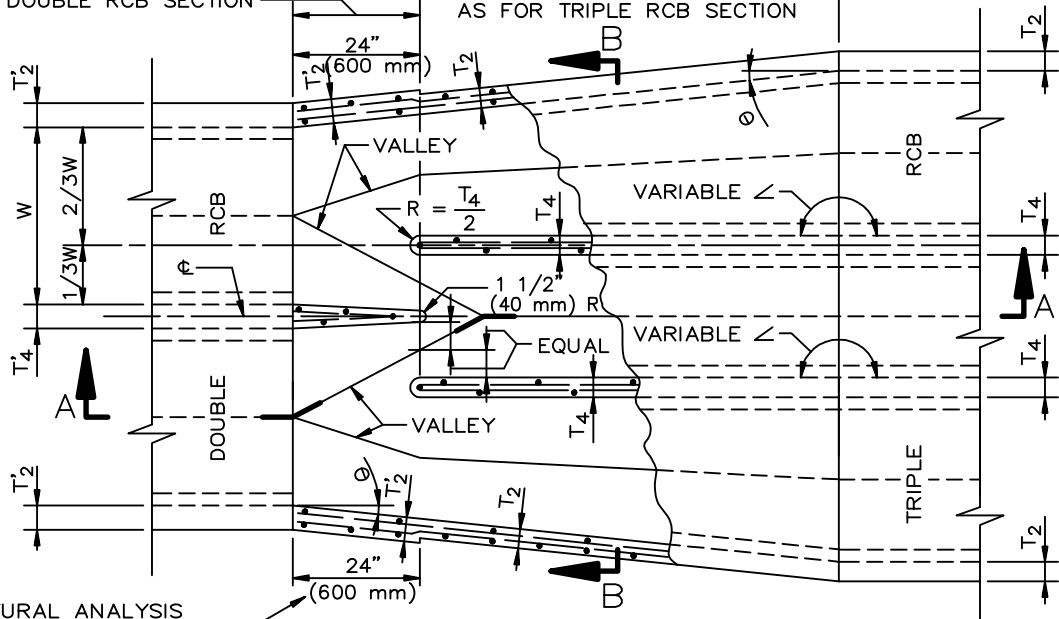 DOUBLE RCB SECTION
AS FOR TRIPLE RCB SECTION
24"
(600 mm)
B
T2
T'2
T'2
T2
θ
VALLEY
RCB
RCB
W
2/3W
1/3W
R = T4/2
T4
VARIABLE ∠
T4
℄
1 1/2"
(40 mm) R
A
EQUAL
VARIABLE ∠
T'4
T4
A
T4
VALLEY
DOUBLE
TRIPLE
θ
T'2
T'2
T2
T2
24"
(600 mm)
B
TURAL ANALYSIS